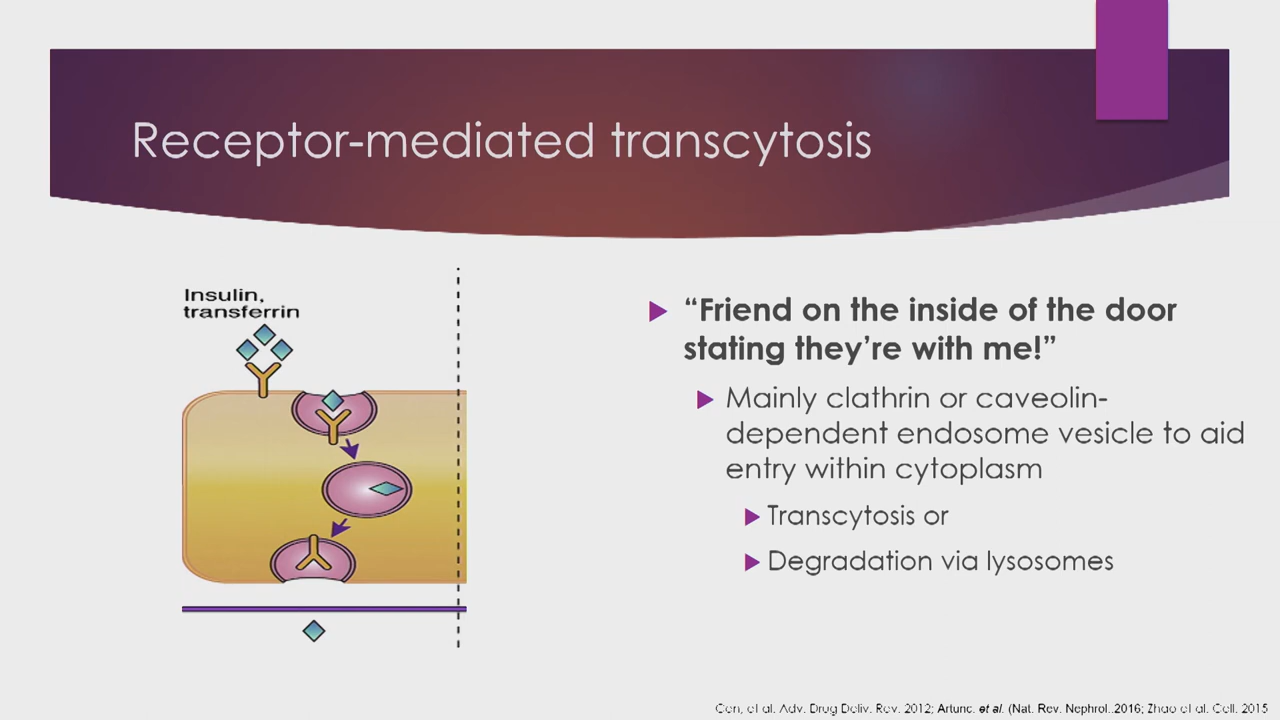 Receptor-mediated transcytosis
Insulin,
transferrin
“Friend on the inside of the door
stating they’re with me!”
Mainly clathrin or caveolin-
dependent endosome vesicle to aid
entry within cytoplasm
Transcytosis or
Degradation via lysosomes
et al. Adv. Drug Deliv. Rev. 2012; Artunc. et al. (Nat. Rev. Nephrol..2016; Zhao et al. Cell. 2015